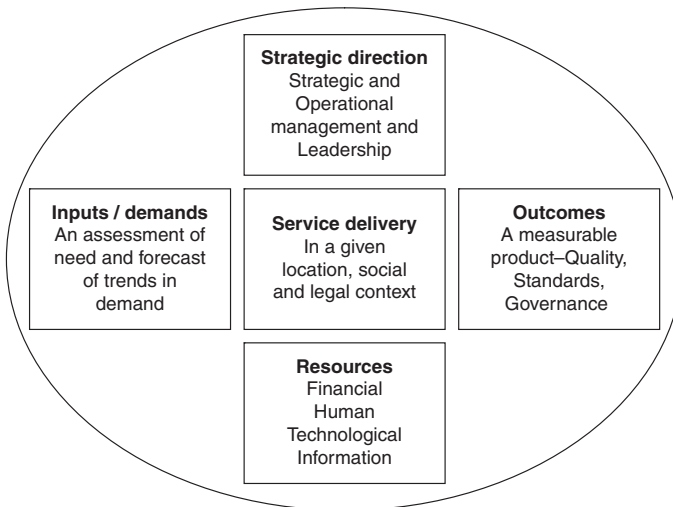 Strategic direction
Strategic and
Operational
management and
Leadership
Inputs / demands
An assessment of
need and forecast
of trends in
demand
Service delivery
In a given
location, social
and legal context
Outcomes
A measurable
product–Quality,
Standards,
Governance
Resources
Financial
Human
Technological
Information